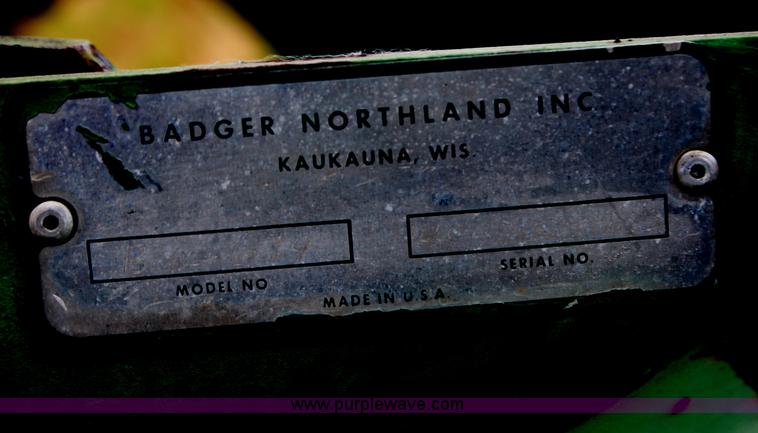 BADGER NORTHLAND INC.
KAUKAUNA, WIS.
MODEL NO
SERIAL NO.
MADE IN U.S.A.
www.purplewave.com